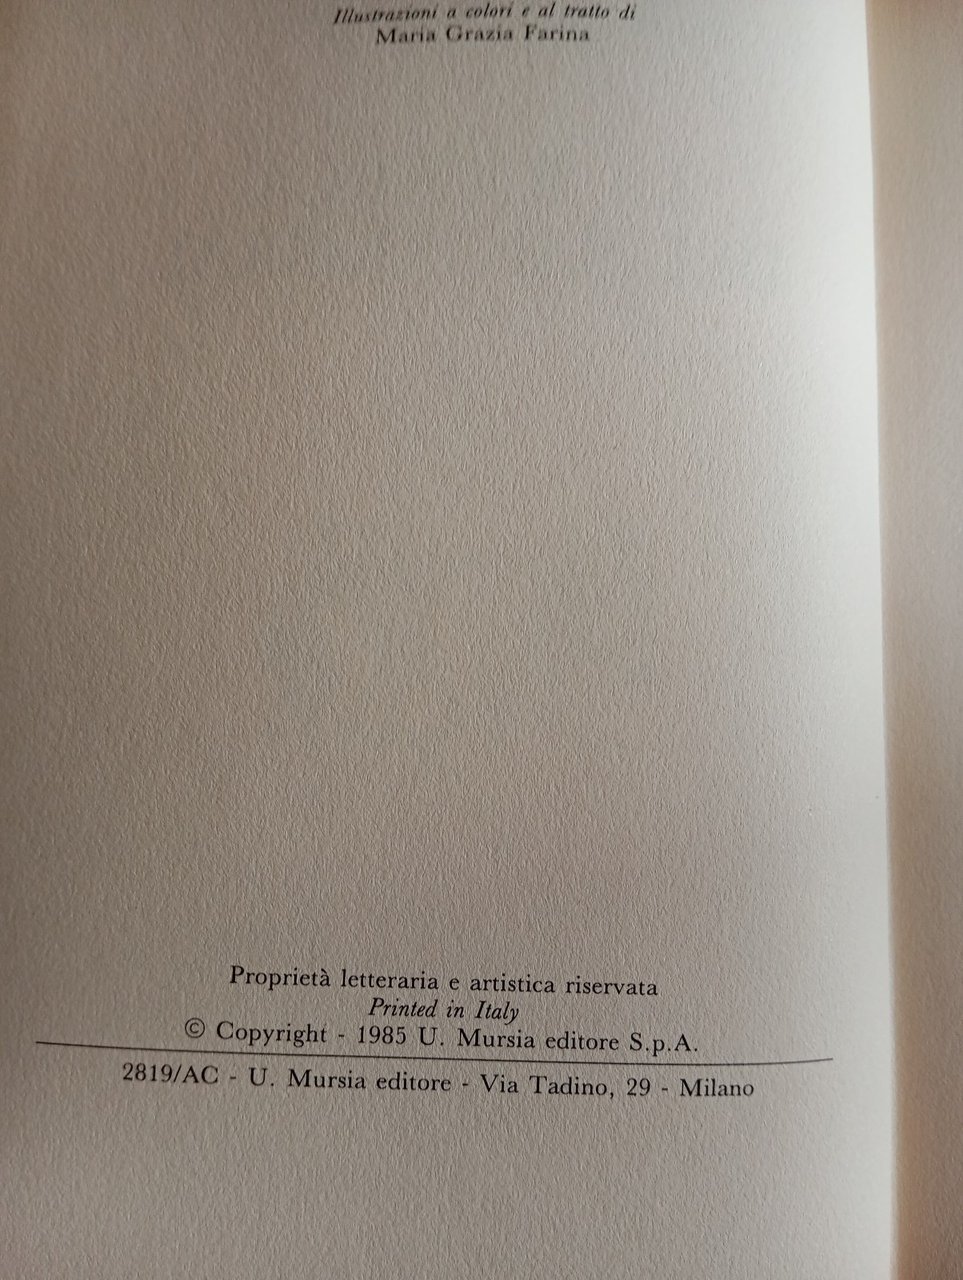 Illustrazioni a colori e al tratto di
Maria Grazia Farina
Proprietà letteraria e artistica riservata
Printed in Italy
© Copyright - 1985 U. Mursia editore S.p.A.
2819/AC - U. Mursia editore - Via Tadino, 29 - Milano